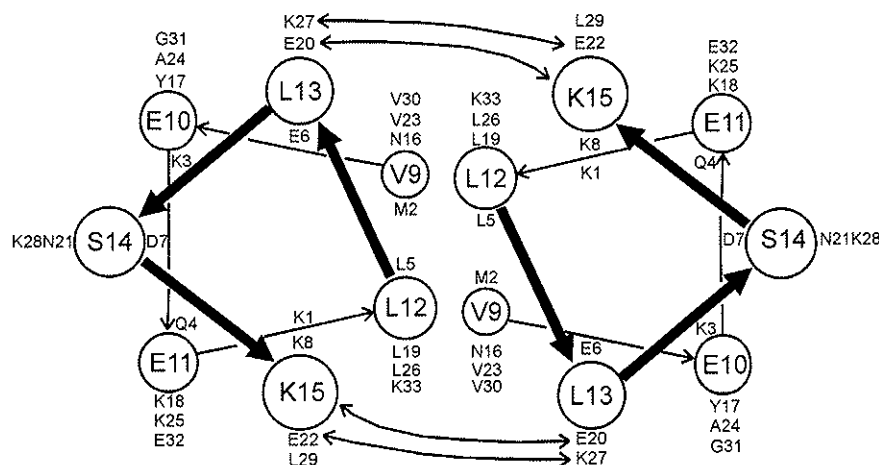 K27
E20
L29
E22
G31
A24
Y17
E32
K25
K18
L13
K15
E10
E11
V30
V23
N16
K33
L26
L19
E6
K8
K3
V9
L12
K1
Q4
M2
L5
K28N21
S14
D7
D7
S14
N21K28
L5
M2
L12
V9
K1
Q4
K8
E6
K3
E11
E10
L19
L26
K33
N16
V23
V30
K15
L13
K18
K25
E32
Y17
A24
G31
E22
L29
E20
K27